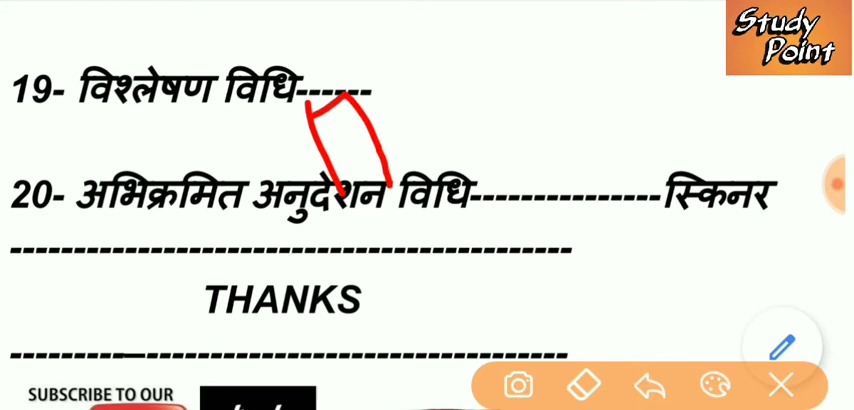 Study
Point
19- विश्लेषण विधि------
20- अभिक्रमित अनुदेशन विधि---------------स्किनर
---------------------------------------------
THANKS
---------–---------------------------------
SUBSCRIBE TO OUR